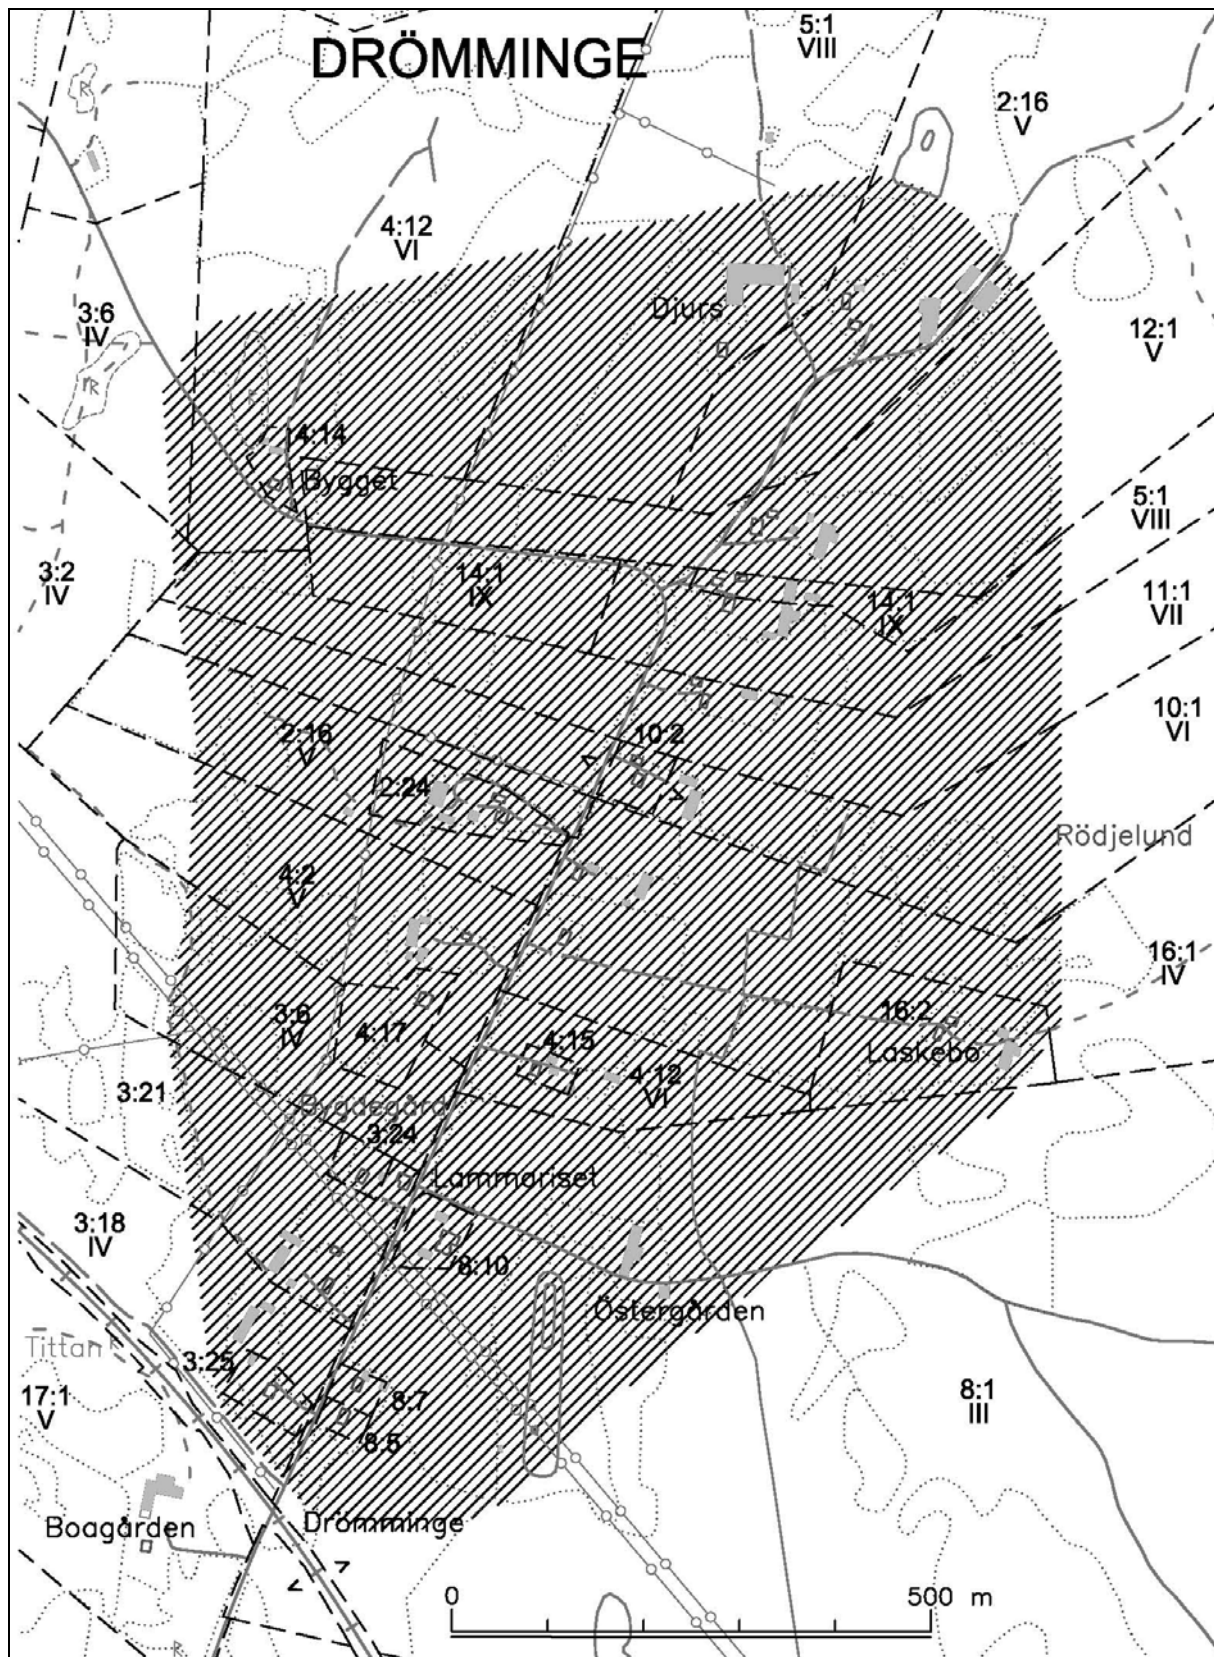 DRÖMMINGE
5:1
VIII
2:16
V
4:12
VI
3:6
IV
R
R
R
Djurs
12:1
V
4:14
Bygget
5:1
VIII
3:2
IV
14:1
IX
14:1
IX
11:1
VII
10:1
VI
2:16
V
10:2
2:24
Rödjelund
4:2
V
16:1
IV
3:6
IV
4:17
4:15
16:2
Laskebo
4:12
VI
3:21
Bygdegård
3:24
Lammariset
3:18
IV
8:10
Östergården
Tittan
3:25
17:1
V
8:7
8:5
8:1
III
Boagården
Drömminge
0 500 m
R